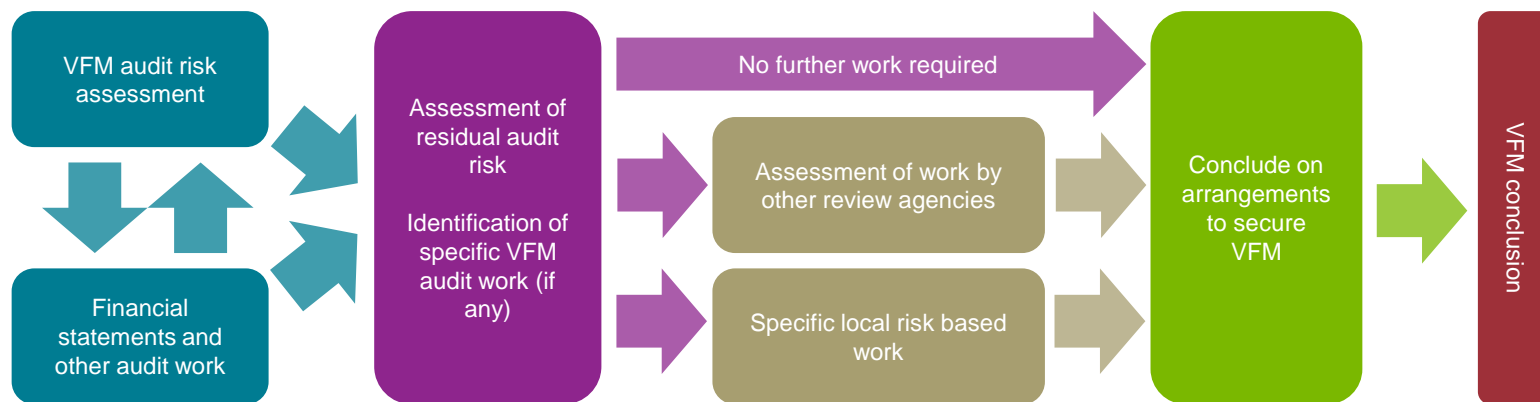 VFM audit risk
assessment
Financial
statements and
other audit work
Assessment of
residual audit
risk
Identification of
specific VFM
audit work (if
any)
No further work required
Assessment of work by
other review agencies
Specific local risk based
work
Conclude on
arrangements
to secure
VFM
VFM conclusion